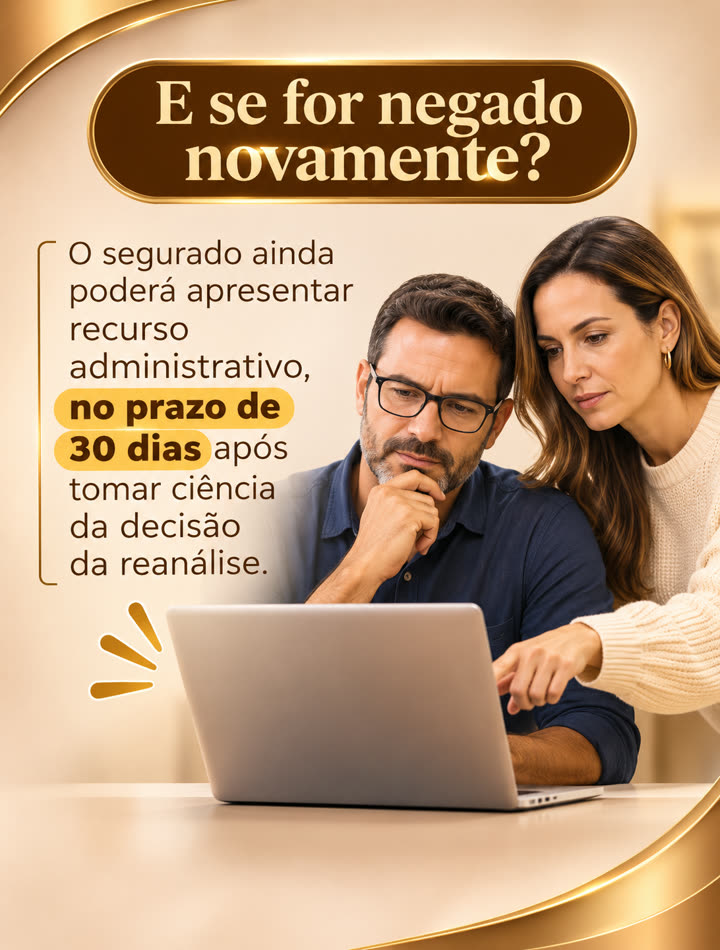 E se for negado
novamente?
O segurado ainda
poderá apresentar
recurso
administrativo,
no prazo de
30 dias após
tomar ciência
da decisão
da reanálise.